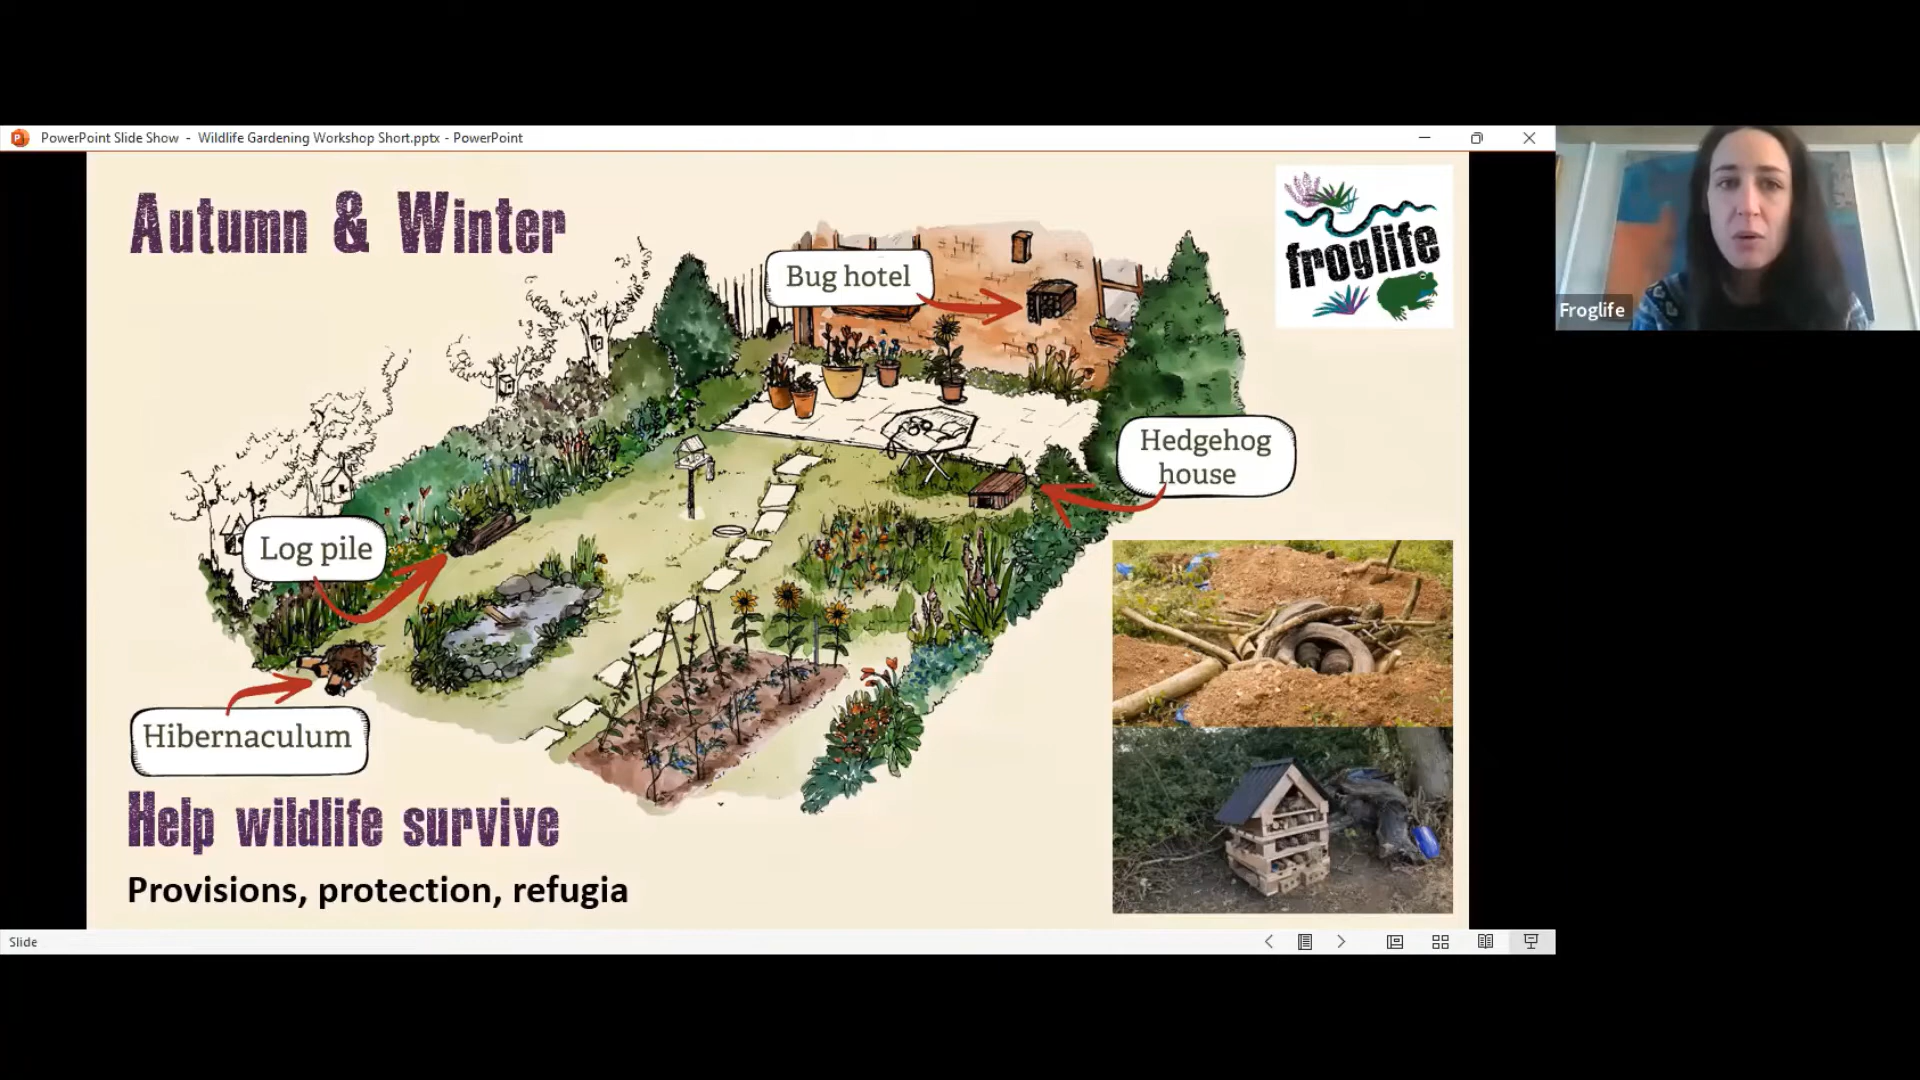 PowerPoint Slide Show - Wildlife Gardening Workshop Short.pptx - PowerPoint
Autumn & Winter
froglife
Bug hotel
Froglife
Hedgehog
house
Log pile
Hibernaculum
Help wildlife survive
Provisions, protection, refugia
Slide